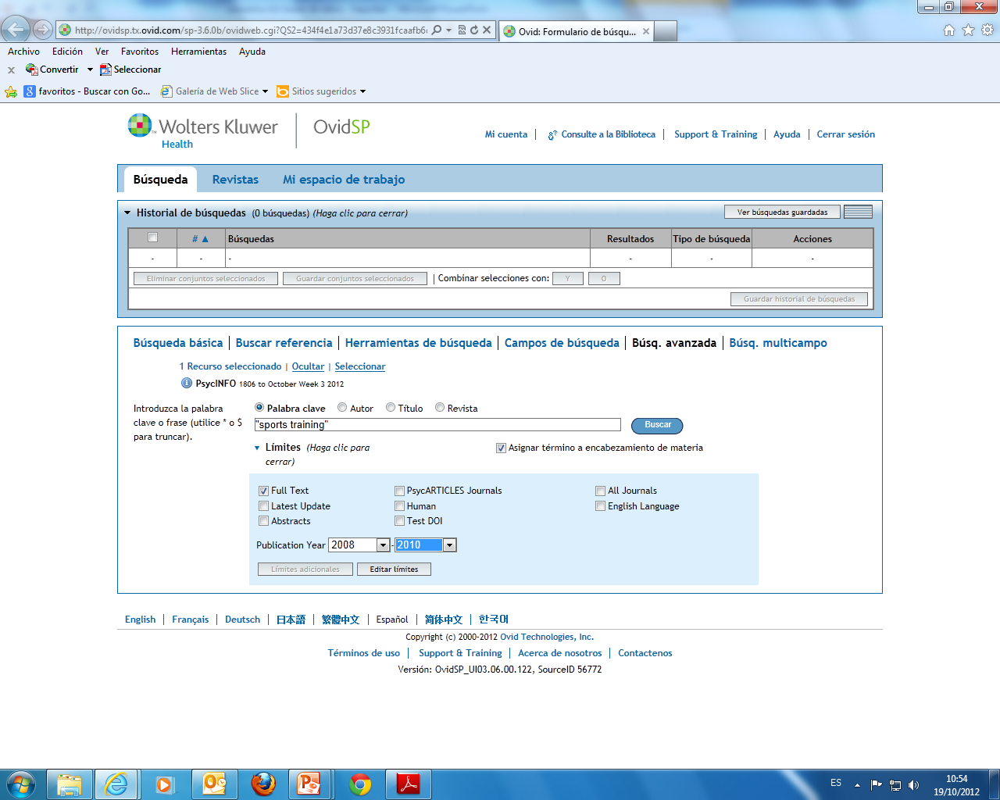 http://ovidsp.tx.ovid.com/sp-3.6.0b/ovidweb.cgi?QS2=434f4e1a73d37e8c3931fcaafb6
Ovid: Formulario de búsqu...
Archivo Edición Ver Favoritos Herramientas Ayuda
x Convertir Seleccionar
favoritos - Buscar con Go... Galería de Web Slice Sitios sugeridos
Wolters Kluwer OvidSP
Health
Mi cuenta | Consulte a la Biblioteca | Support & Training | Ayuda | Cerrar sesión
Búsqueda Revistas Mi espacio de trabajo
Historial de búsquedas (0 búsquedas) (Haga clic para cerrar) Ver búsquedas guardadas
# ▲ Búsquedas Resultados Tipo de búsqueda Acciones
- - - - - -
Eliminar conjuntos seleccionados Guardar conjuntos seleccionados | Combinar selecciones con: Y O
Guardar historial de búsquedas
Búsqueda básica | Buscar referencia | Herramientas de búsqueda | Campos de búsqueda | Búsq. avanzada | Búsq. multicampo
1 Recurso seleccionado | Ocultar | Seleccionar
PsycINFO 1806 to October Week 3 2012
Introduzca la palabra clave o frase (utilice * o $ para truncar).
Palabra clave Autor Título Revista
"sports training" Buscar
Límites (Haga clic para cerrar) Asignar término a encabezamiento de materia
Full Text PsycARTICLES Journals All Journals
Latest Update Human English Language
Abstracts Test DOI
Publication Year 2008 - 2010
Límites adicionales Editar límites
English | Français | Deutsch | 日本語 | 繁體中文 | Español | 简体中文 | 한국어
Copyright (c) 2000-2012 Ovid Technologies, Inc.
Términos de uso | Support & Training | Acerca de nosotros | Contactenos
Versión: OvidSP_UI03.06.00.122, SourceID 56772
ES 10:54
19/10/2012